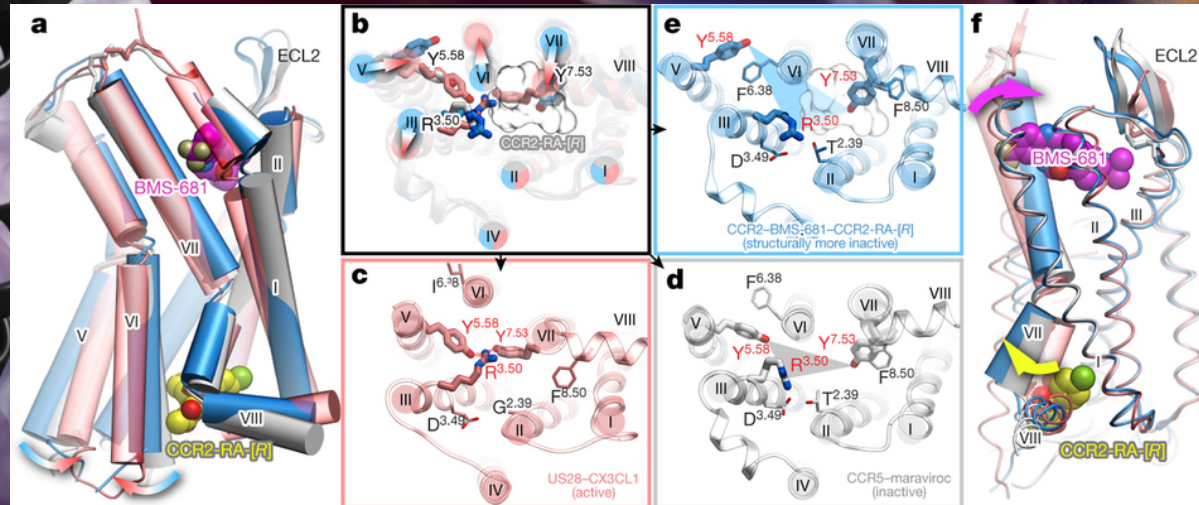 a
ECL2
II
BMS-681
VII
I
V
VI
VIII
CCR2-RA-[R]
b
VII
VIII
V
Y5.58
VI
Y7.53
III
R3.50
CCR2-RA-[R]
II
I
IV
e
Y5.58
VII
V
VI
VIII
F6.38
Y7.53
F8.50
III
R3.50
D3.49
T2.39
II
I
CCR2–BMS-681–CCR2-RA-[R]
(structurally more inactive)
IV
c
I6.38
VI
V
Y5.58
Y7.53
VII
VIII
R3.50
III
F8.50
G2.39
D3.49
II
I
US28–CX3CL1
(active)
IV
d
F6.38
VII
V
VI
VIII
Y7.53
Y5.58
R3.50
F8.50
III
D3.49
T2.39
II
I
CCR5–maraviroc
(inactive)
IV
f
ECL2
BMS-681
III
II
VII
I
VIII
CCR2-RA-[R]